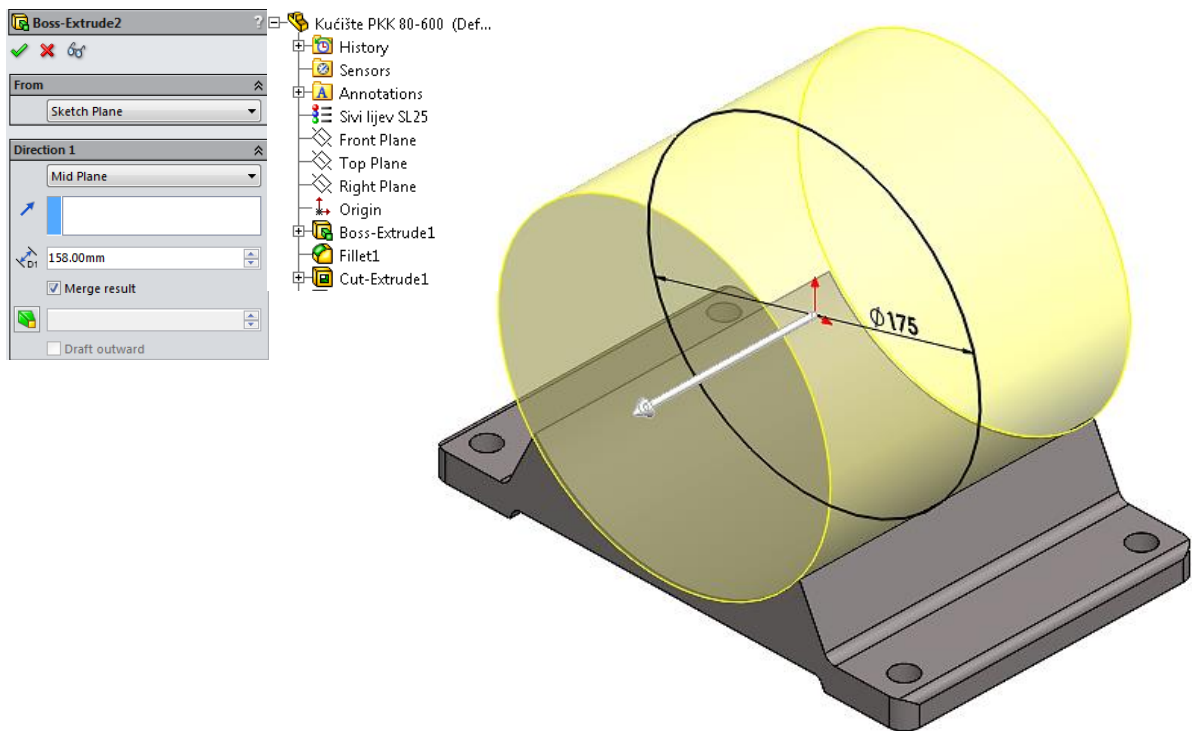 Boss-Extrude2 ?
From
Sketch Plane
Direction 1
Mid Plane
D1 158.00mm
Merge result
Draft outward
Kućište PKK 80-600 (Def...
History
Sensors
A Annotations
Sivi lijev SL25
Front Plane
Top Plane
Right Plane
Origin
Boss-Extrude1
Fillet1
Cut-Extrude1
Φ175